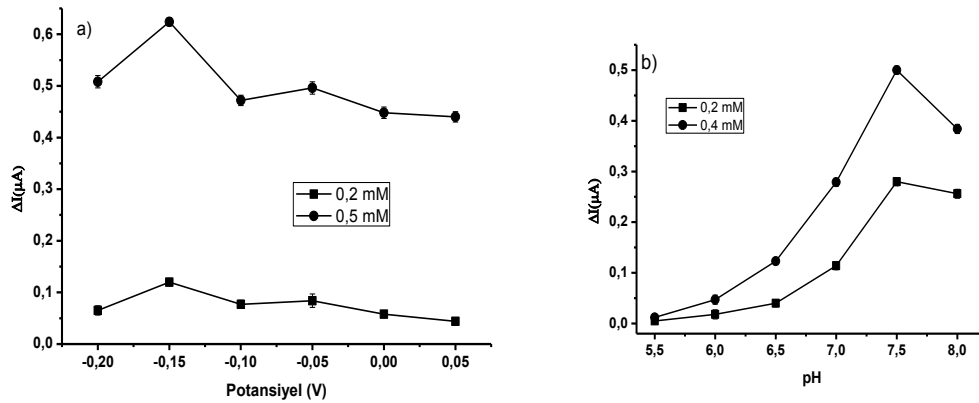 a)
ΔI(µA)
0,6
0,5
0,4
0,3
0,2
0,1
0,0
0,2 mM
0,5 mM
-0,20 -0,15 -0,10 -0,05 0,00 0,05
Potansiyel (V)
b)
ΔI(µA)
0,5
0,4
0,3
0,2
0,1
0,0
0,2 mM
0,4 mM
5,5 6,0 6,5 7,0 7,5 8,0
pH